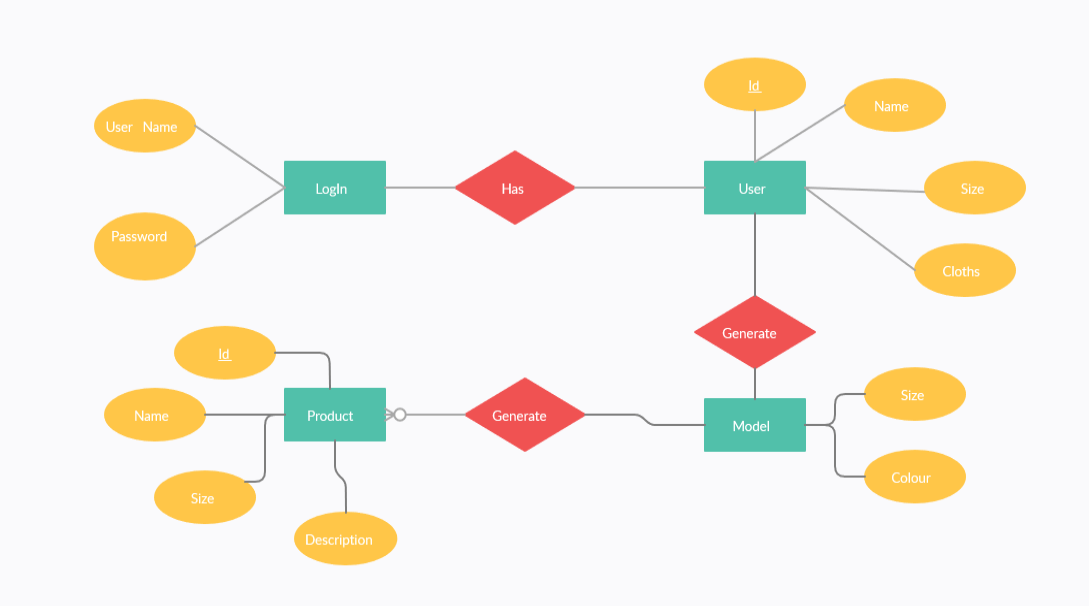 Id
Name
User Name
LogIn
Has
User
Size
Password
Cloths
Generate
Id
Size
Name
Product
Generate
Model
Size
Colour
Description